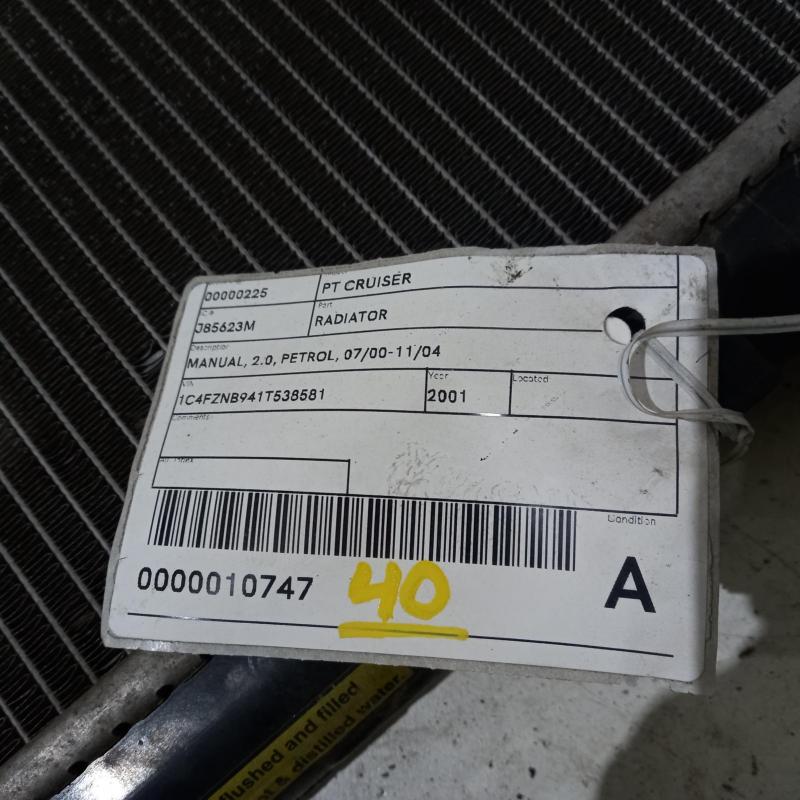 00000225 PT CRUISER
Part
J85623M RADIATOR
Description
MANUAL, 2.0, PETROL, 07/00-11/04
VIN Year Located
1C4FZNB941T538581 2001
Comments
Condition
0000010747 40 A
flushed and filled
& distilled water.